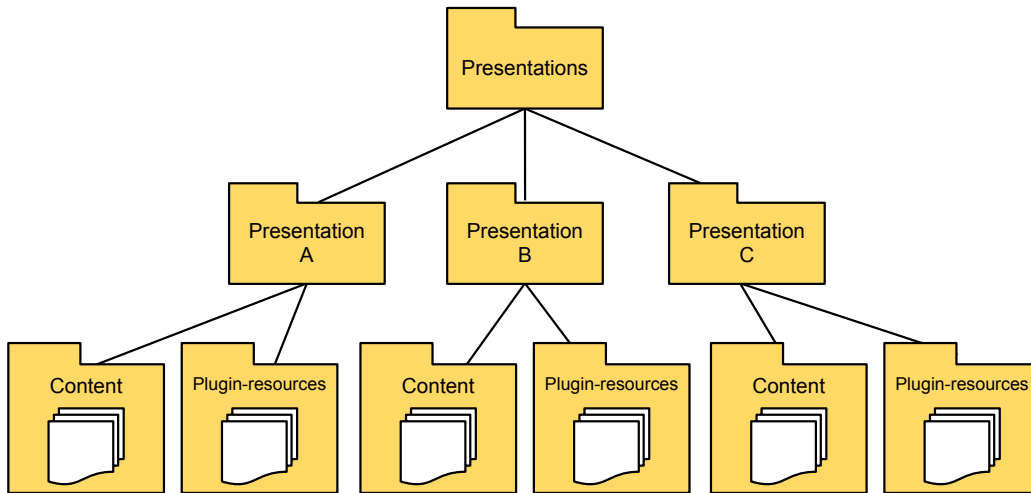 Presentations
Presentation
A
Presentation
B
Presentation
C
Content
Plugin-resources
Content
Plugin-resources
Content
Plugin-resources